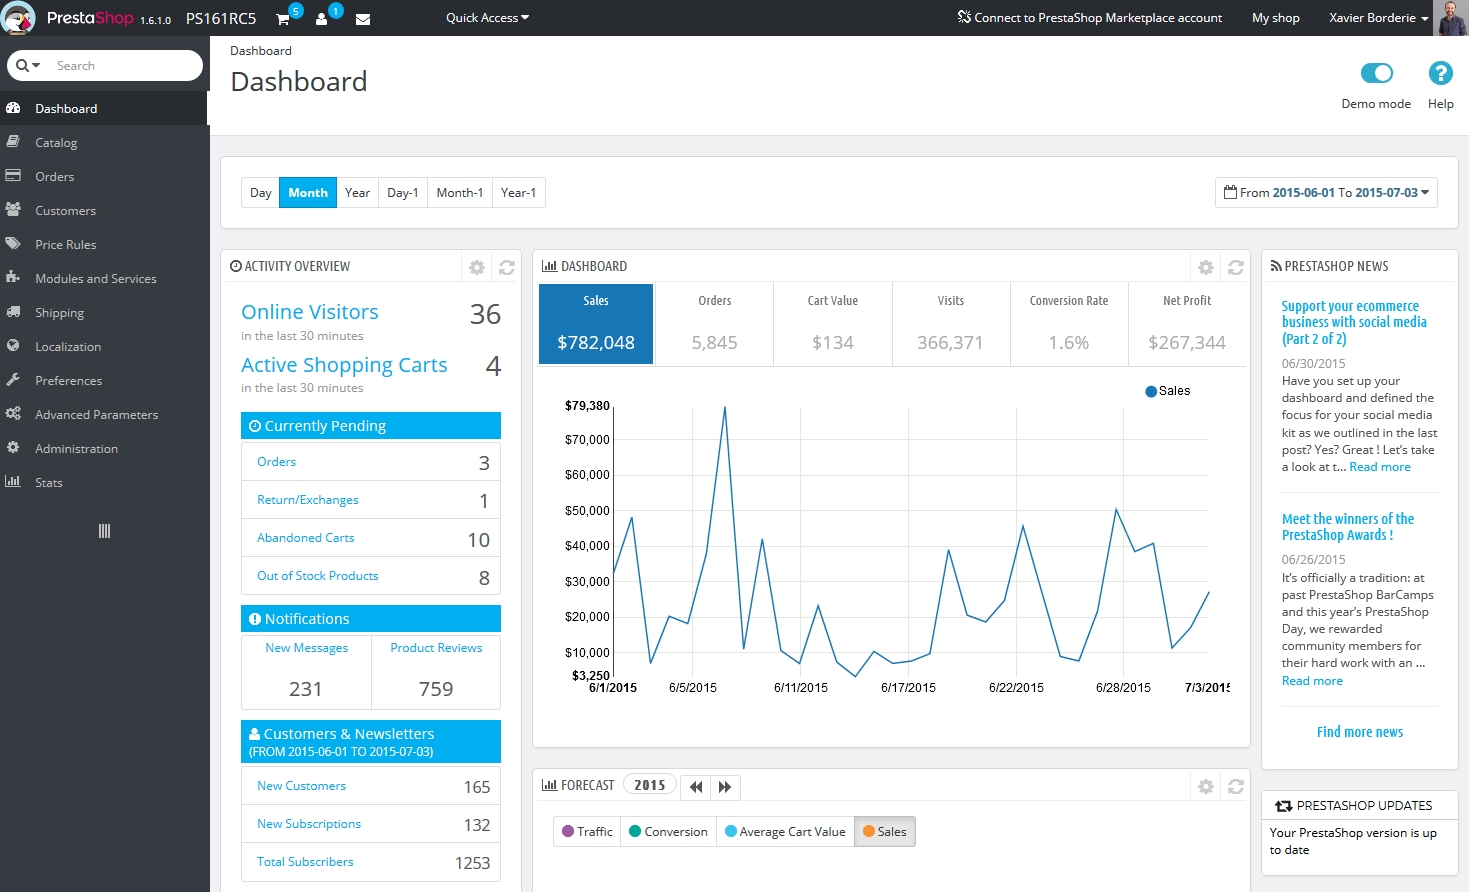 PrestaShop 1.6.1.0 PS161RC5 5 1 Quick Access Connect to PrestaShop Marketplace account My shop Xavier Borderie
Search
Dashboard
Catalog
Orders
Customers
Price Rules
Modules and Services
Shipping
Localization
Preferences
Advanced Parameters
Administration
Stats
Dashboard
Dashboard
Demo mode
Help
Day Month Year Day-1 Month-1 Year-1
From 2015-06-01 To 2015-07-03
ACTIVITY OVERVIEW
Online Visitors 36
in the last 30 minutes
Active Shopping Carts 4
in the last 30 minutes
Currently Pending
Orders 3
Return/Exchanges 1
Abandoned Carts 10
Out of Stock Products 8
Notifications
New Messages Product Reviews
231 759
Customers & Newsletters
(FROM 2015-06-01 TO 2015-07-03)
New Customers 165
New Subscriptions 132
Total Subscribers 1253
DASHBOARD
Sales Orders Cart Value Visits Conversion Rate Net Profit
$782,048 5,845 $134 366,371 1.6% $267,344
Sales
$79,380
$70,000
$60,000
$50,000
$40,000
$30,000
$20,000
$10,000
$3,250
6/1/2015 6/5/2015 6/11/2015 6/17/2015 6/22/2015 6/28/2015 7/3/2015
FORECAST 2015
Traffic Conversion Average Cart Value Sales
PRESTASHOP NEWS
Support your ecommerce
business with social media
(Part 2 of 2)
06/30/2015
Have you set up your
dashboard and defined the
focus for your social media
kit as we outlined in the last
post? Yes? Great ! Let’s take
a look at t... Read more
Meet the winners of the
PrestaShop Awards !
06/26/2015
It’s officially a tradition: at
past PrestaShop BarCamps
and this year’s PrestaShop
Day, we rewarded
community members for
their hard work with an ...
Read more
Find more news
PRESTASHOP UPDATES
Your PrestaShop version is up
to date